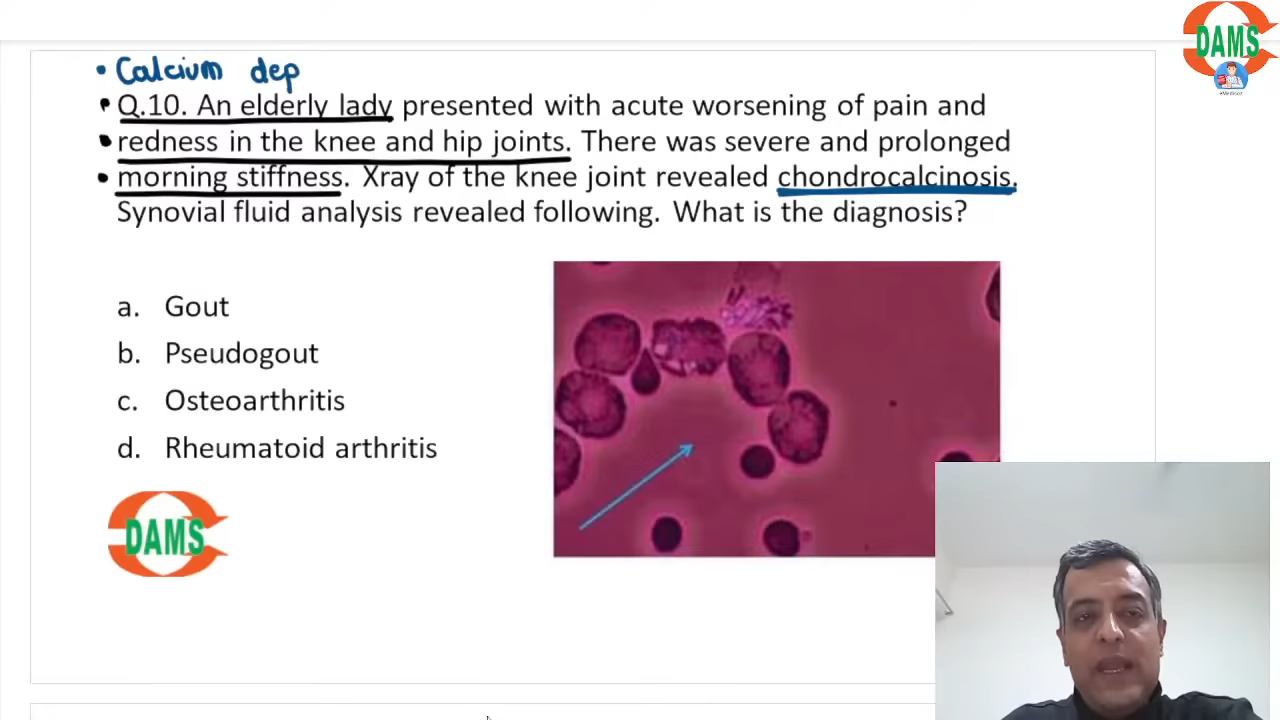 DAMS
• Calcium dep
Q.10. An elderly lady presented with acute worsening of pain and
redness in the knee and hip joints. There was severe and prolonged
morning stiffness. Xray of the knee joint revealed chondrocalcinosis.
Synovial fluid analysis revealed following. What is the diagnosis?
a. Gout
b. Pseudogout
c. Osteoarthritis
d. Rheumatoid arthritis
DAMS